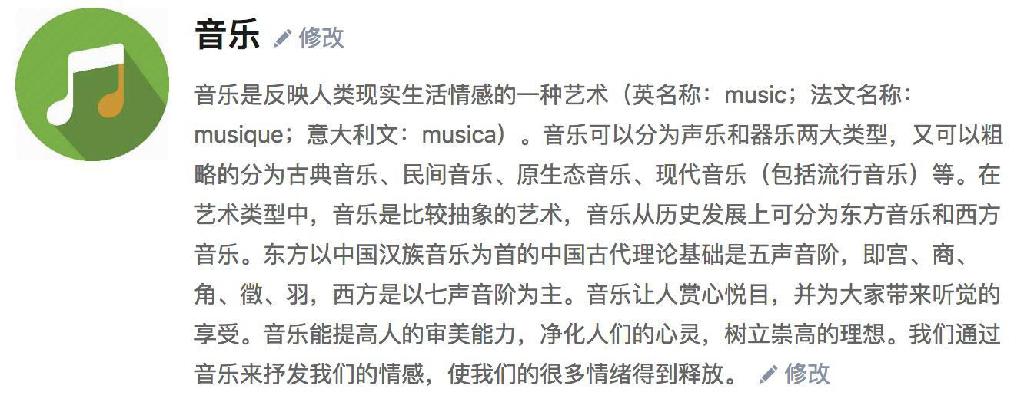 音乐 修改
音乐是反映人类现实生活情感的一种艺术（英名称：music；法文名称：
musique；意大利文：musica）。音乐可以分为声乐和器乐两大类型，又可以粗
略的分为古典音乐、民间音乐、原生态音乐、现代音乐（包括流行音乐）等。在
艺术类型中，音乐是比较抽象的艺术，音乐从历史发展上可分为东方音乐和西方
音乐。东方以中国汉族音乐为首的中国古代理论基础是五声音阶，即宫、商、
角、徵、羽，西方是以七声音阶为主。音乐让人赏心悦目，并为大家带来听觉的
享受。音乐能提高人的审美能力，净化人们的心灵，树立崇高的理想。我们通过
音乐来抒发我们的情感，使我们的很多情绪得到释放。 修改